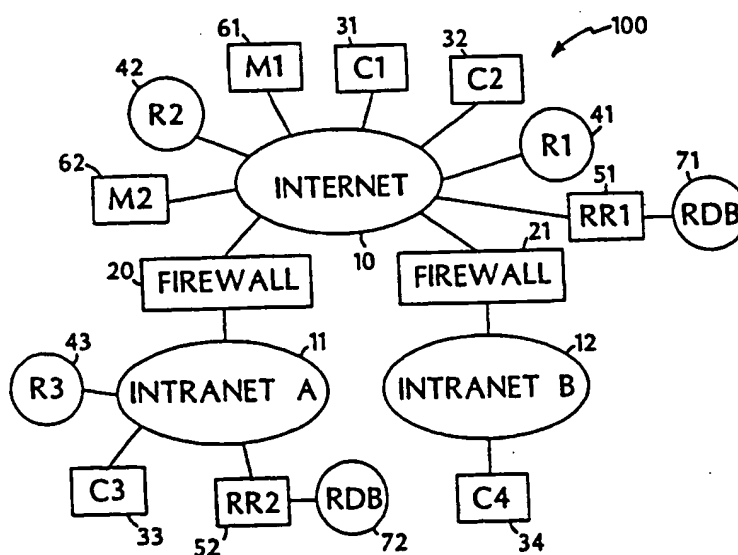 61
31
32
100
42
M1
C1
C2
R2
41
R1
62
INTERNET
51
71
M2
RR1
RDB
10
21
20
FIREWALL
FIREWALL
43
11
12
R3
INTRANET A
INTRANET B
C3
RR2
RDB
C4
33
52
72
34